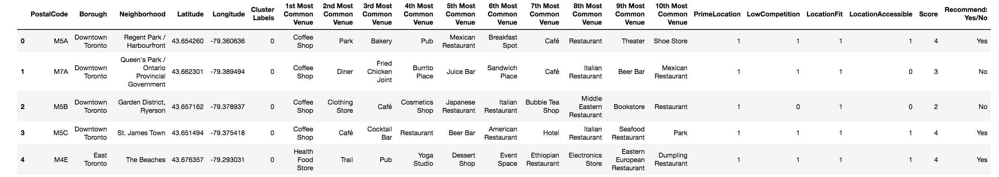 PostalCode Borough Neighborhood Latitude Longitude Cluster Labels 1st Most Common Venue 2nd Most Common Venue 3rd Most Common Venue 4th Most Common Venue 5th Most Common Venue 6th Most Common Venue 7th Most Common Venue 8th Most Common Venue 9th Most Common Venue 10th Most Common Venue PrimeLocation LowCompetition LocationFit LocationAccessible Score Recommend: Yes/No
0 M5A Downtown Toronto Regent Park / Harbourfront 43.654260 -79.360636 0 Coffee Shop Park Bakery Pub Mexican Restaurant Breakfast Spot Café Restaurant Theater Shoe Store 1 1 1 1 4 Yes
1 M7A Downtown Toronto Queen's Park / Ontario Provincial Government 43.662301 -79.389494 0 Coffee Shop Diner Fried Chicken Joint Burrito Place Juice Bar Sandwich Place Café Italian Restaurant Beer Bar Mexican Restaurant 1 1 1 0 3 No
2 M5B Downtown Toronto Garden District, Ryerson 43.657162 -79.378937 0 Coffee Shop Clothing Store Café Cosmetics Shop Japanese Restaurant Italian Restaurant Bubble Tea Shop Middle Eastern Restaurant Bookstore Restaurant 1 0 1 0 2 No
3 M5C Downtown Toronto St. James Town 43.651494 -79.375418 0 Coffee Shop Café Cocktail Bar Restaurant Beer Bar American Restaurant Hotel Italian Restaurant Seafood Restaurant Park 1 1 1 1 4 Yes
4 M4E East Toronto The Beaches 43.676357 -79.293031 0 Health Food Store Trail Pub Yoga Studio Dessert Shop Event Space Ethiopian Restaurant Electronics Store Eastern European Restaurant Dumpling Restaurant 1 1 1 1 4 Yes